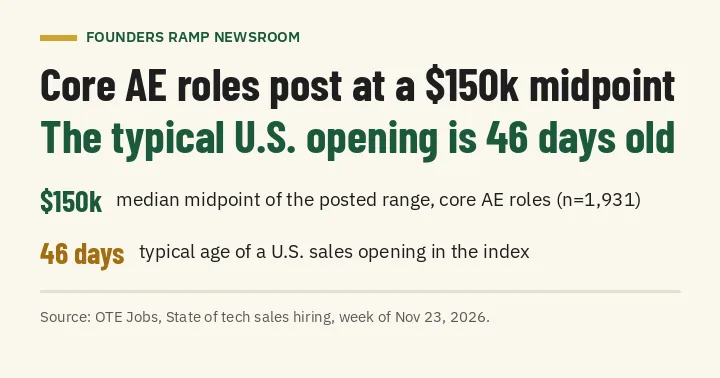 FOUNDERS RAMP NEWSROOM
Core AE roles post at a $150k midpoint
The typical U.S. opening is 46 days old
$150k median midpoint of the posted range, core AE roles (n=1,931)
46 days typical age of a U.S. sales opening in the index
Source: OTE Jobs, State of tech sales hiring, week of Nov 23, 2026.